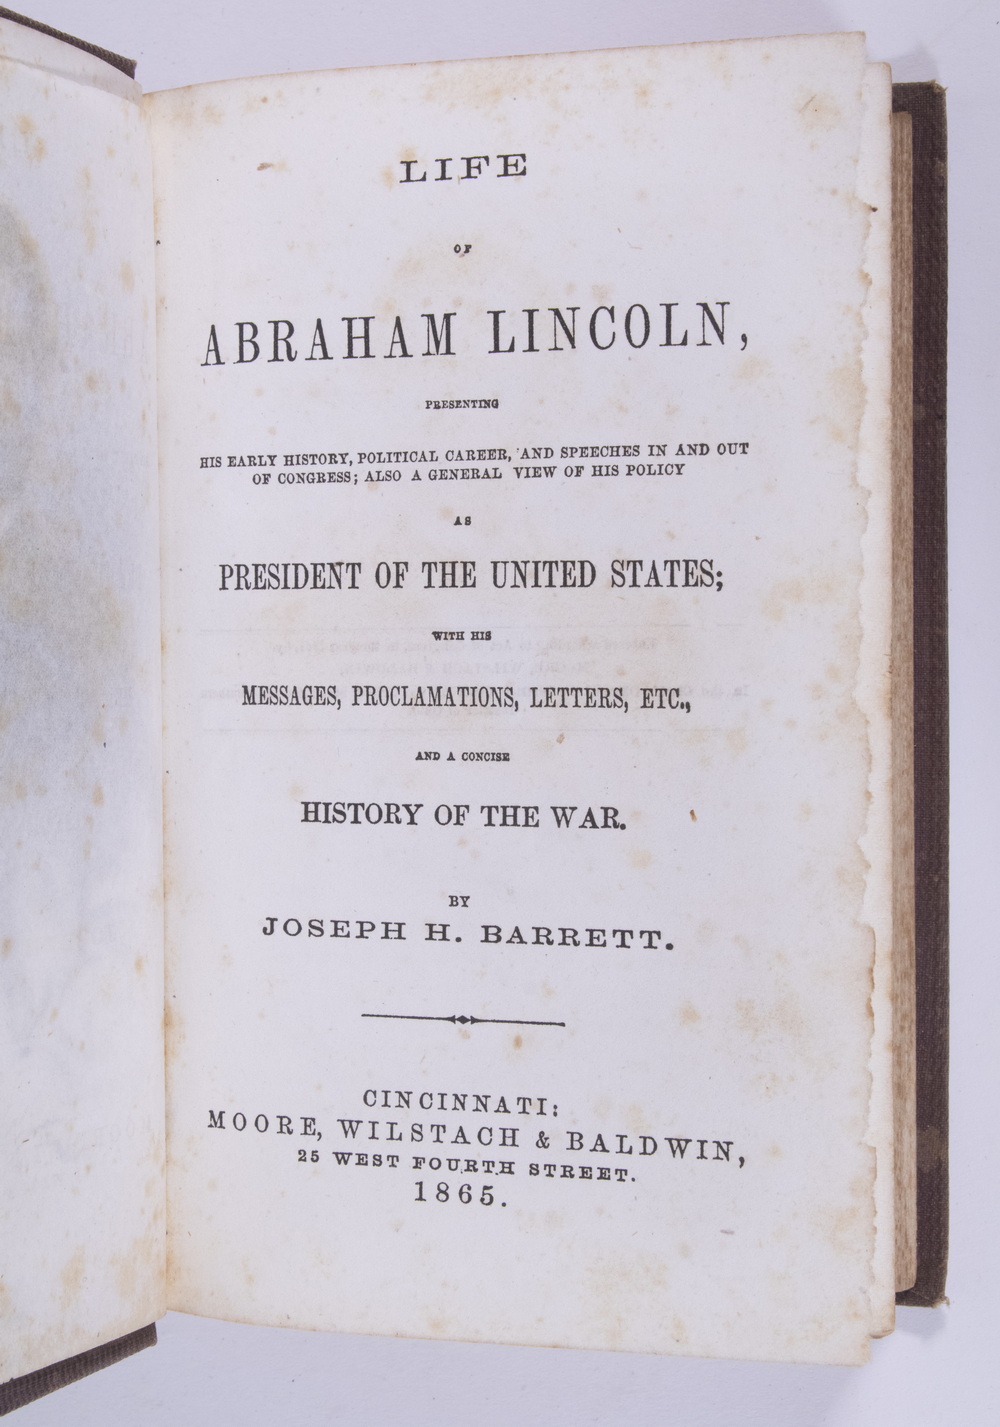 LIFE
OF
ABRAHAM LINCOLN,
PRESENTING
HIS EARLY HISTORY, POLITICAL CAREER, AND SPEECHES IN AND OUT
OF CONGRESS; ALSO A GENERAL VIEW OF HIS POLICY
AS
PRESIDENT OF THE UNITED STATES;
WITH HIS
MESSAGES, PROCLAMATIONS, LETTERS, ETC.,
AND A CONCISE
HISTORY OF THE WAR.
BY
JOSEPH H. BARRETT.
CINCINNATI:
MOORE, WILSTACH & BALDWIN,
25 WEST FOURTH STREET.
1865.